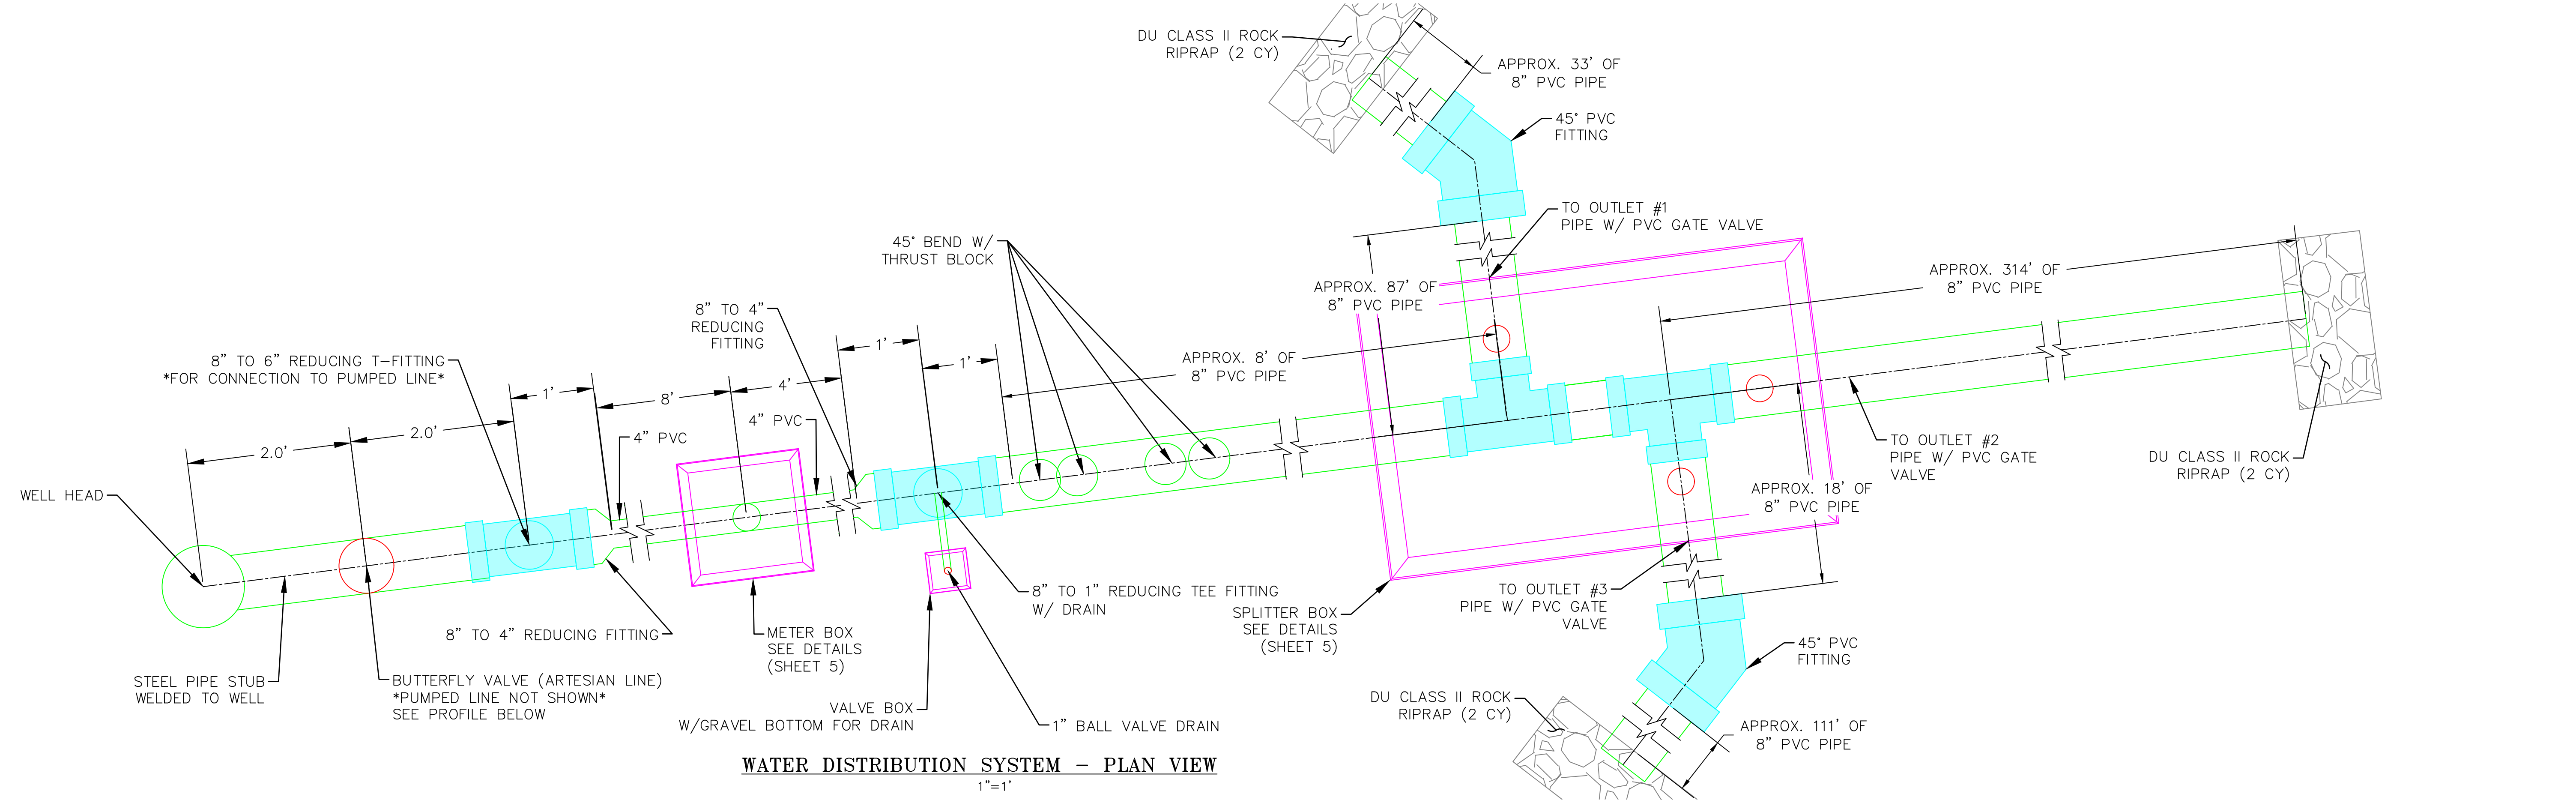 DU CLASS II ROCK
RIPRAP (2 CY)
APPROX. 33' OF
8" PVC PIPE
45° PVC
FITTING
TO OUTLET #1
PIPE W/ PVC GATE VALVE
45° BEND W/
THRUST BLOCK
APPROX. 87' OF
8" PVC PIPE
APPROX. 314' OF
8" PVC PIPE
8" TO 4"
REDUCING
FITTING
1'
1'
APPROX. 8' OF
8" PVC PIPE
8" TO 6" REDUCING T-FITTING
*FOR CONNECTION TO PUMPED LINE*
1'
8'
4'
4" PVC
4" PVC
2.0'
2.0'
WELL HEAD
TO OUTLET #2
PIPE W/ PVC GATE
VALVE
DU CLASS II ROCK
RIPRAP (2 CY)
APPROX. 18' OF
8" PVC PIPE
8" TO 1" REDUCING TEE FITTING
W/ DRAIN
TO OUTLET #3
PIPE W/ PVC GATE
VALVE
SPLITTER BOX
SEE DETAILS
(SHEET 5)
8" TO 4" REDUCING FITTING
METER BOX
SEE DETAILS
(SHEET 5)
45° PVC
FITTING
STEEL PIPE STUB
WELDED TO WELL
BUTTERFLY VALVE (ARTESIAN LINE)
*PUMPED LINE NOT SHOWN*
SEE PROFILE BELOW
VALVE BOX
W/GRAVEL BOTTOM FOR DRAIN
1" BALL VALVE DRAIN
DU CLASS II ROCK
RIPRAP (2 CY)
APPROX. 111' OF
8" PVC PIPE
WATER DISTRIBUTION SYSTEM - PLAN VIEW
1"=1'